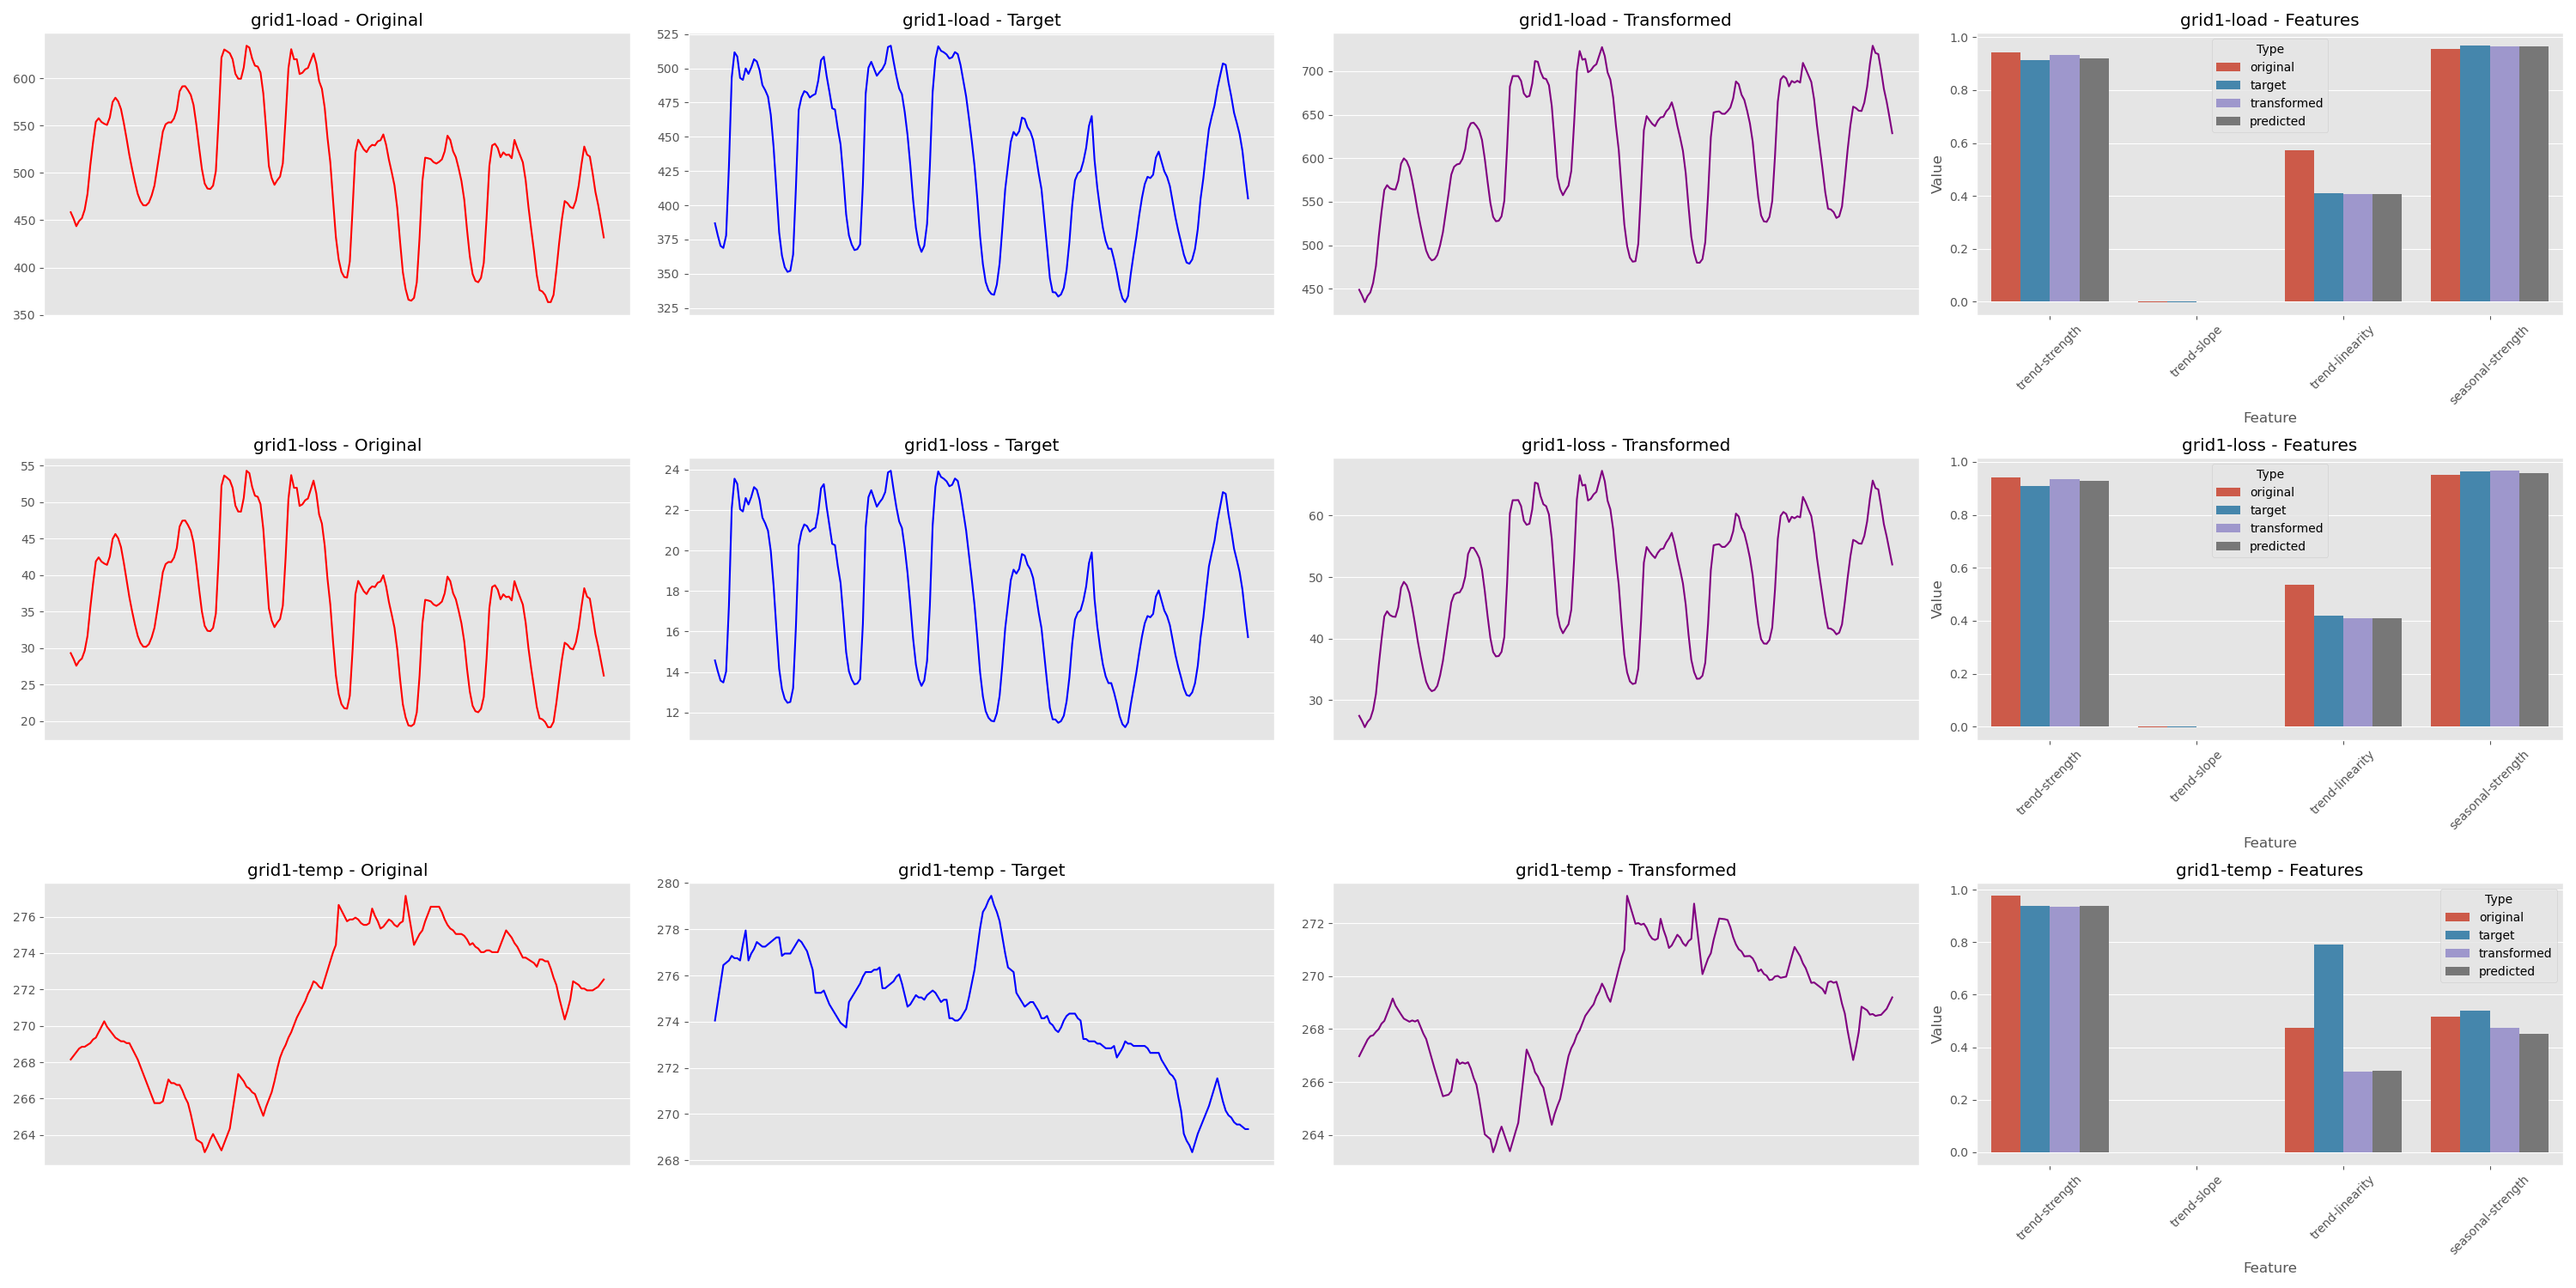 grid1-load - Original
600
550
500
450
400
350
grid1-load - Target
525
500
475
450
425
400
375
350
325
grid1-load - Transformed
700
650
600
550
500
450
grid1-load - Features
Value
1.0
0.8
0.6
0.4
0.2
0.0
Type
original
target
transformed
predicted
trend-strength
trend-slope
trend-linearity
seasonal-strength
Feature
grid1-loss - Original
55
50
45
40
35
30
25
20
grid1-loss - Target
24
22
20
18
16
14
12
grid1-loss - Transformed
60
50
40
30
grid1-loss - Features
Value
1.0
0.8
0.6
0.4
0.2
0.0
Type
original
target
transformed
predicted
trend-strength
trend-slope
trend-linearity
seasonal-strength
Feature
grid1-temp - Original
276
274
272
270
268
266
264
grid1-temp - Target
280
278
276
274
272
270
268
grid1-temp - Transformed
272
270
268
266
264
grid1-temp - Features
Value
1.0
0.8
0.6
0.4
0.2
0.0
Type
original
target
transformed
predicted
trend-strength
trend-slope
trend-linearity
seasonal-strength
Feature